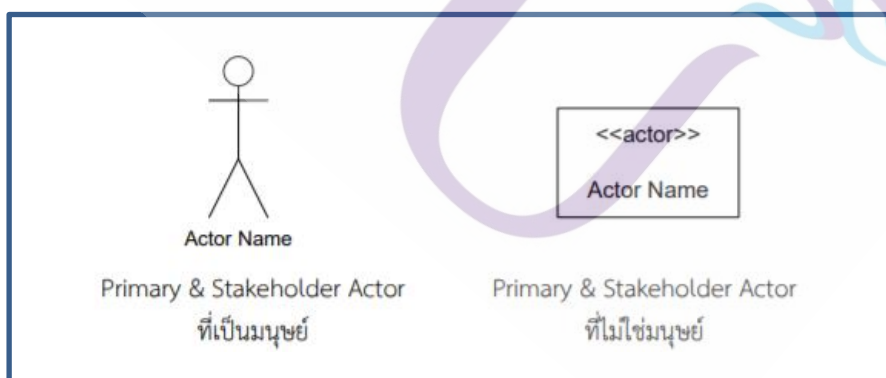 Actor Name
Primary & Stakeholder Actor
ที่เป็นมนุษย์
<<actor>>
Actor Name
Primary & Stakeholder Actor
ที่ไม่ใช่มนุษย์